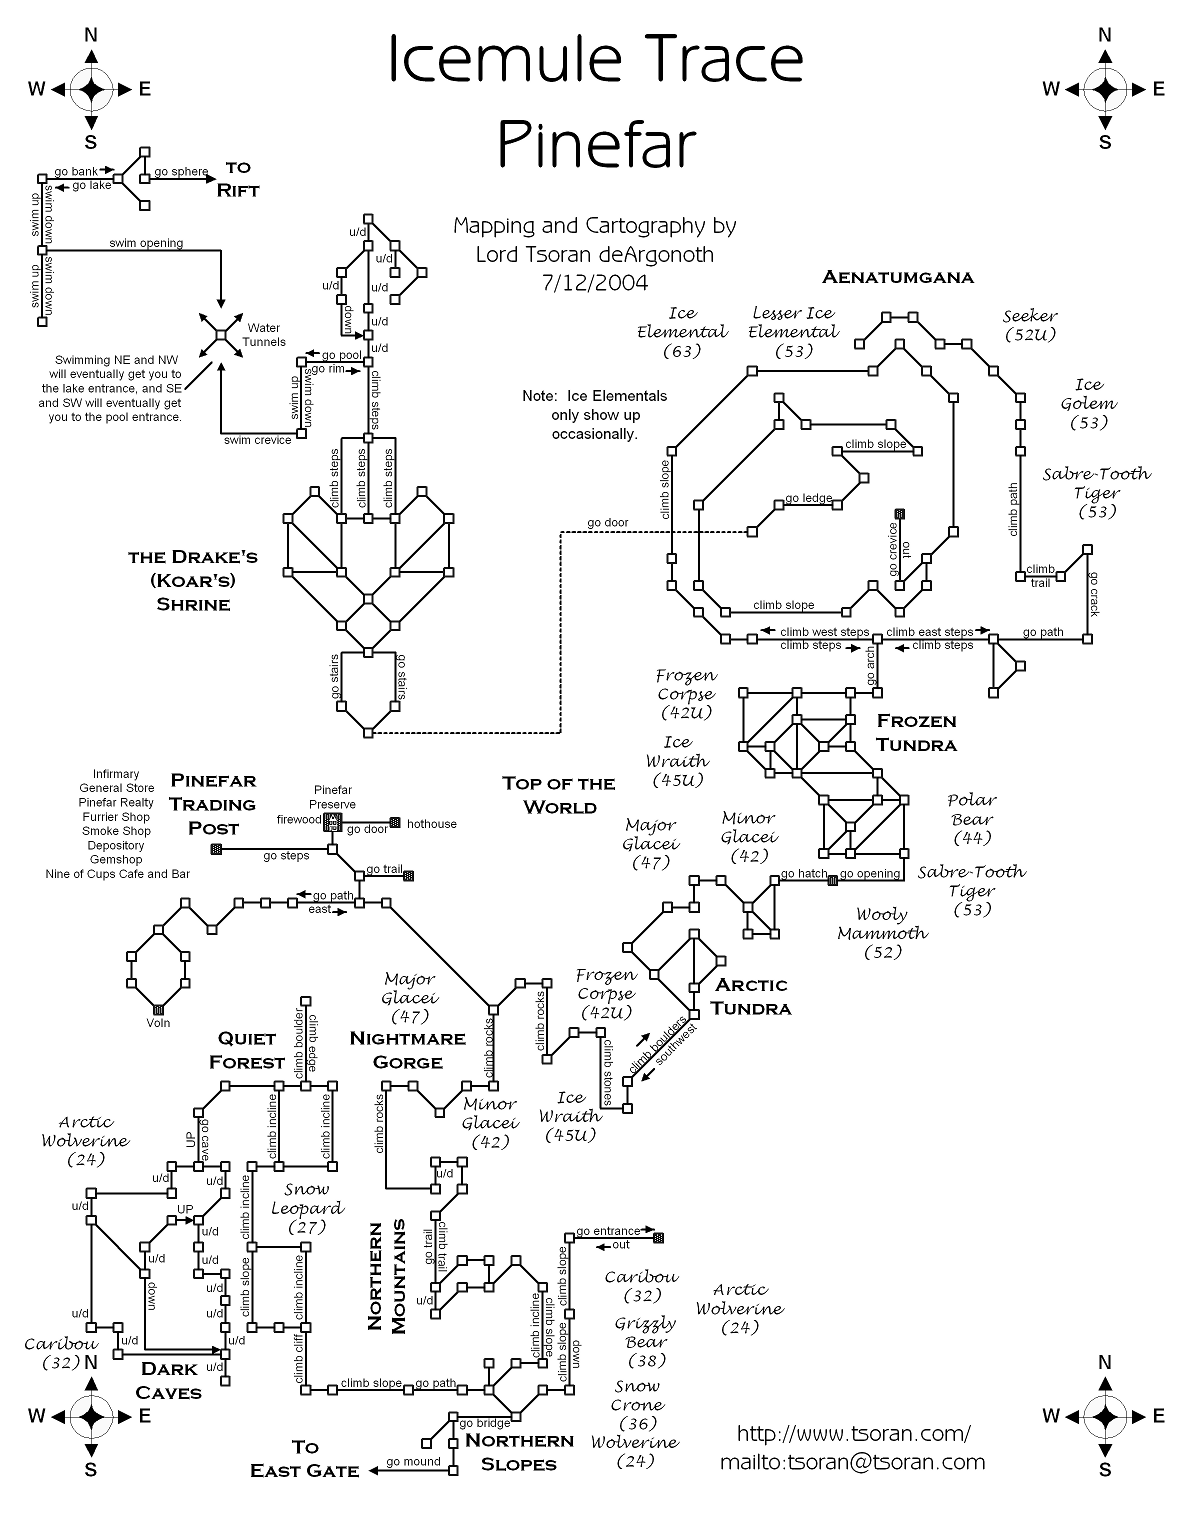 Icemule Trace
Pinefar
N
W E
S
N
W E
S
Mapping and Cartography by
Lord Tsoran deArgonoth
7/12/2004
go bank
go lake
go sphere
TO
RIFT
swim up
swim down
swim opening
swim up
swim down
Water
Tunnels
Swimming NE and NW
will eventually get you to
the lake entrance, and SE
and SW will eventually get
you to the pool entrance.
swim crevice
swim up
swim down
go pool
go rim
u/d
u/d
u/d
u/d
down
u/d
u/d
climb steps
climb steps
climb steps
climb steps
THE DRAKE'S
(KOAR'S)
SHRINE
go stairs
go stairs
AENATUMGANA
Ice
Elemental
(63)
Lesser Ice
Elemental
(53)
Seeker
(52U)
Ice
Golem
(53)
Sabre-Tooth
Tiger
(53)
Note: Ice Elementals
only show up
occasionally.
climb slope
climb slope
go ledge
go door
go crevice
out
climb path
climb
trail
go crack
climb slope
climb west steps
climb steps
climb east steps
climb steps
go path
go arch
Frozen
Corpse
(42U)
Ice
Wraith
(45U)
FROZEN
TUNDRA
TOP OF THE
WORLD
Polar
Bear
(44)
Minor
Glacei
(42)
Major
Glacei
(47)
go hatch
go opening
Sabre-Tooth
Tiger
(53)
Wooly
Mammoth
(52)
Infirmary
General Store
Pinefar Realty
Furrier Shop
Smoke Shop
Depository
Gemshop
Nine of Cups Cafe and Bar
PINEFAR
TRADING
POST
Pinefar
Preserve
firewood
go door
hothouse
go steps
go trail
go path
east
Voln
Major
Glacei
(47)
Frozen
Corpse
(42U)
ARCTIC
TUNDRA
climb rocks
climb rocks
climb stones
climb boulders
southwest
Ice
Wraith
(45U)
QUIET
FOREST
climb boulder
climb edge
NIGHTMARE
GORGE
climb rocks
Minor
Glacei
(42)
Arctic
Wolverine
(24)
UP
go cave
climb incline
climb incline
u/d
u/d
u/d
UP
u/d
u/d
down
u/d
u/d
u/d
u/d
u/d
Caribou
(32)
DARK
CAVES
Snow
Leopard
(27)
climb incline
climb slope
climb incline
climb cliff
u/d
NORTHERN
MOUNTAINS
go trail
climb trail
u/d
climb incline
climb slope
climb slope
climb slope
down
go entrance
out
Caribou
(32)
Arctic
Wolverine
(24)
Grizzly
Bear
(38)
Snow
Crone
(36)
Wolverine
(24)
climb slope
go path
go bridge
NORTHERN
SLOPES
go mound
TO
EAST GATE
N
W E
S
http://www.tsoran.com/
mailto:tsoran@tsoran.com
N
W E
S